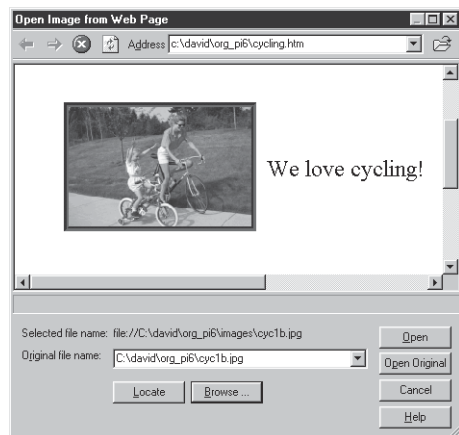 Open Image from Web Page
Address c:\david\org_pi6\cycling.htm
We love cycling!
Selected file name: file://C:\david\org_pi6\images\cyc1b.jpg
Original file name: C:\david\org_pi6\cyc1b.jpg
Locate Browse ...
Open
Open Original
Cancel
Help